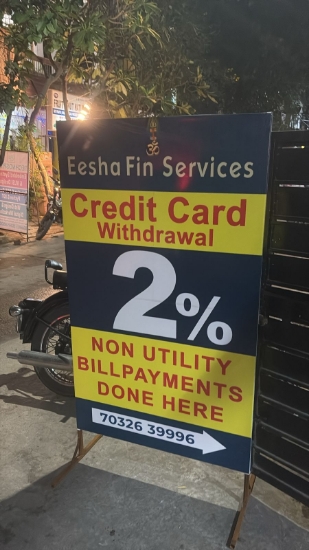 Eesha Fin Services
Credit Card
Withdrawal
2%
NON UTILITY
BILLPAYMENTS
DONE HERE
70326 39996